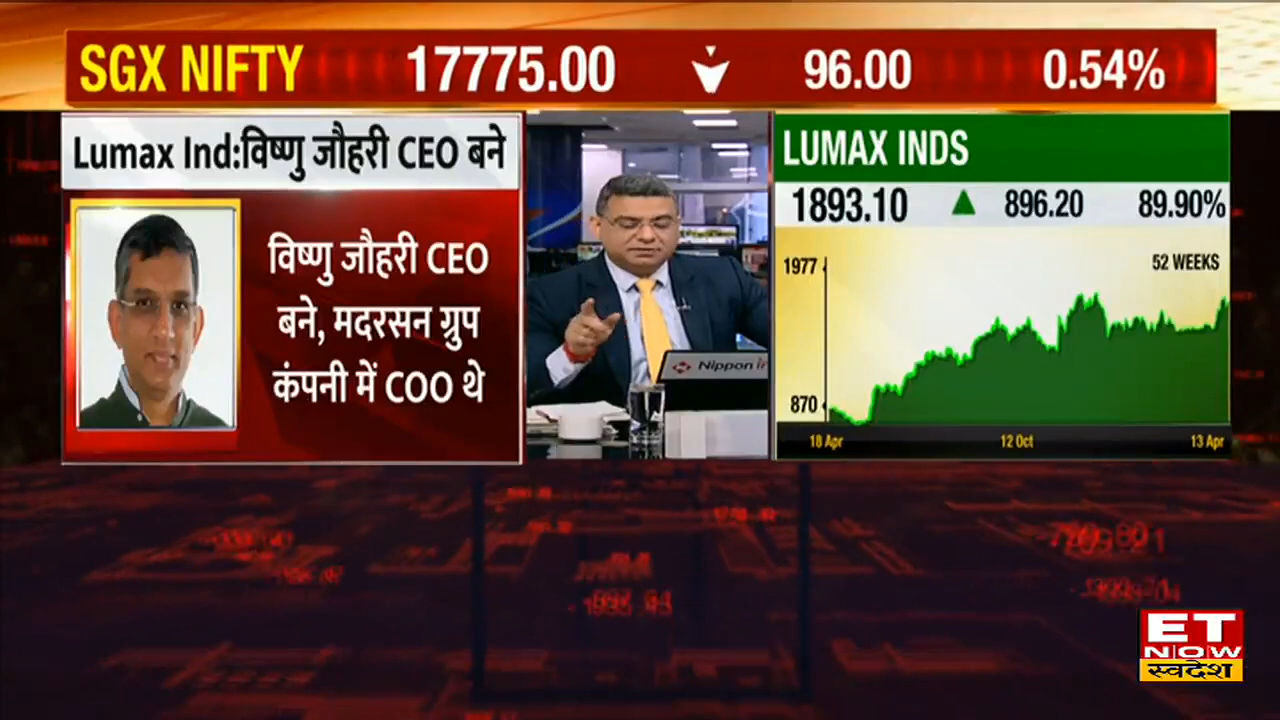 SGX NIFTY 17775.00 96.00 0.54%
Lumax Ind:विष्णु जौहरी CEO बने
विष्णु जौहरी CEO
बने, मदरसन ग्रुप
कंपनी में COO थे
Nippon
LUMAX INDS
1893.10 896.20 89.90%
52 WEEKS
1977
870
18 Apr 12 Oct 13 Apr
ET
NOW
स्वदेश